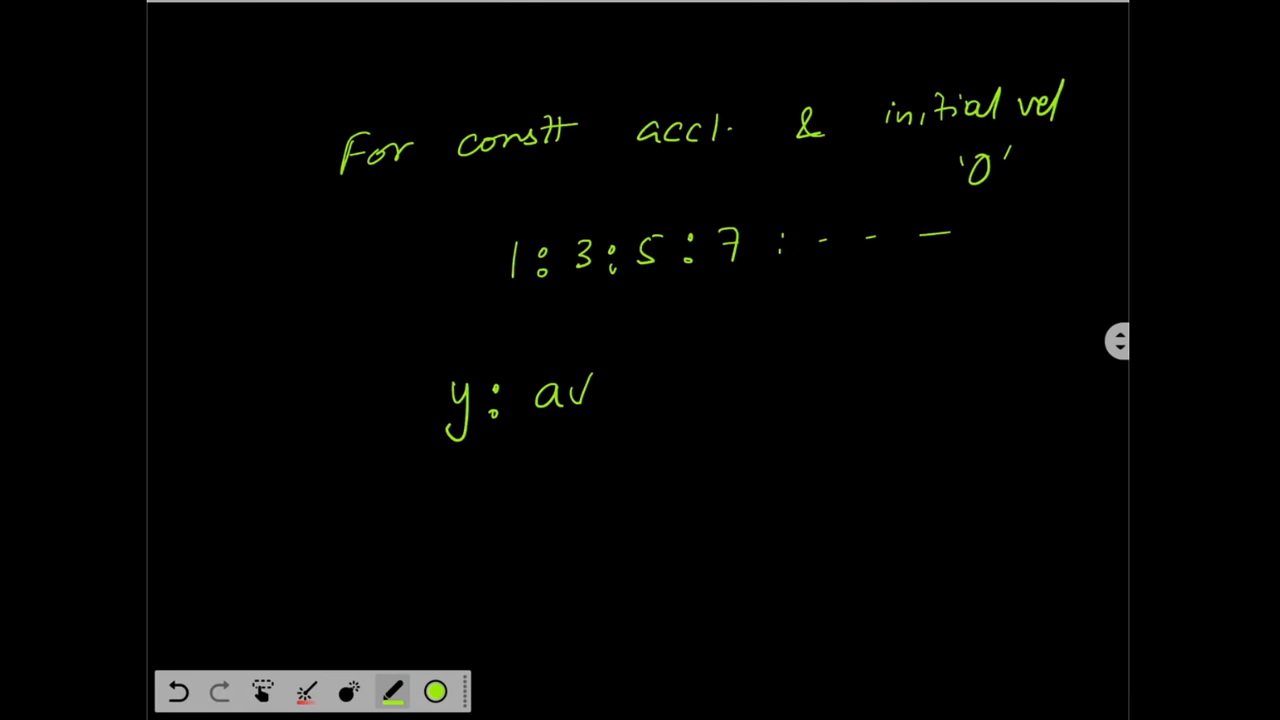 For constt accl. & initial vel
'0'
1 : 3 : 5 : 7 : - - -
y : av